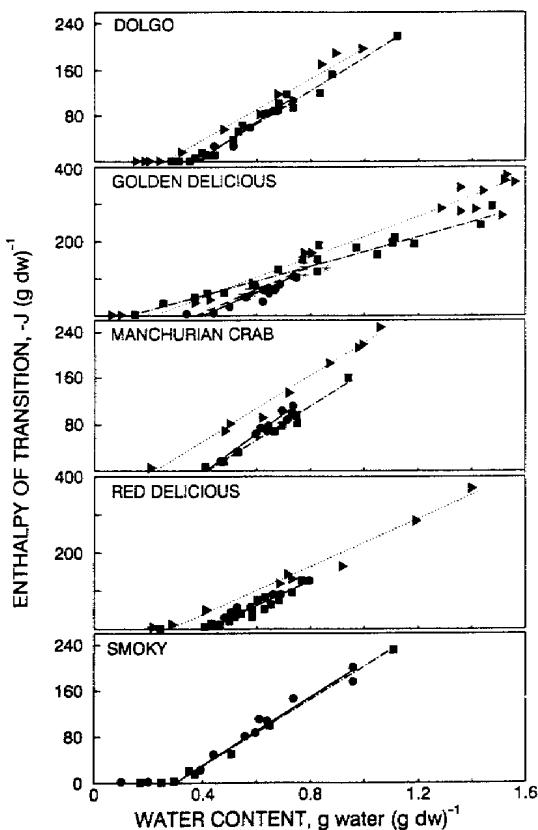 ENTHALPY OF TRANSITION, -J (g dw)⁻¹
260
DOLGO
160
80
400
GOLDEN DELICIOUS
200
MANCHURIAN CRAB
240
160
80
400
RED DELICIOUS
200
SMOKY
240
160
80
0
0 0.4 0.8 1.2 1.6
WATER CONTENT, g water (g dw)⁻¹